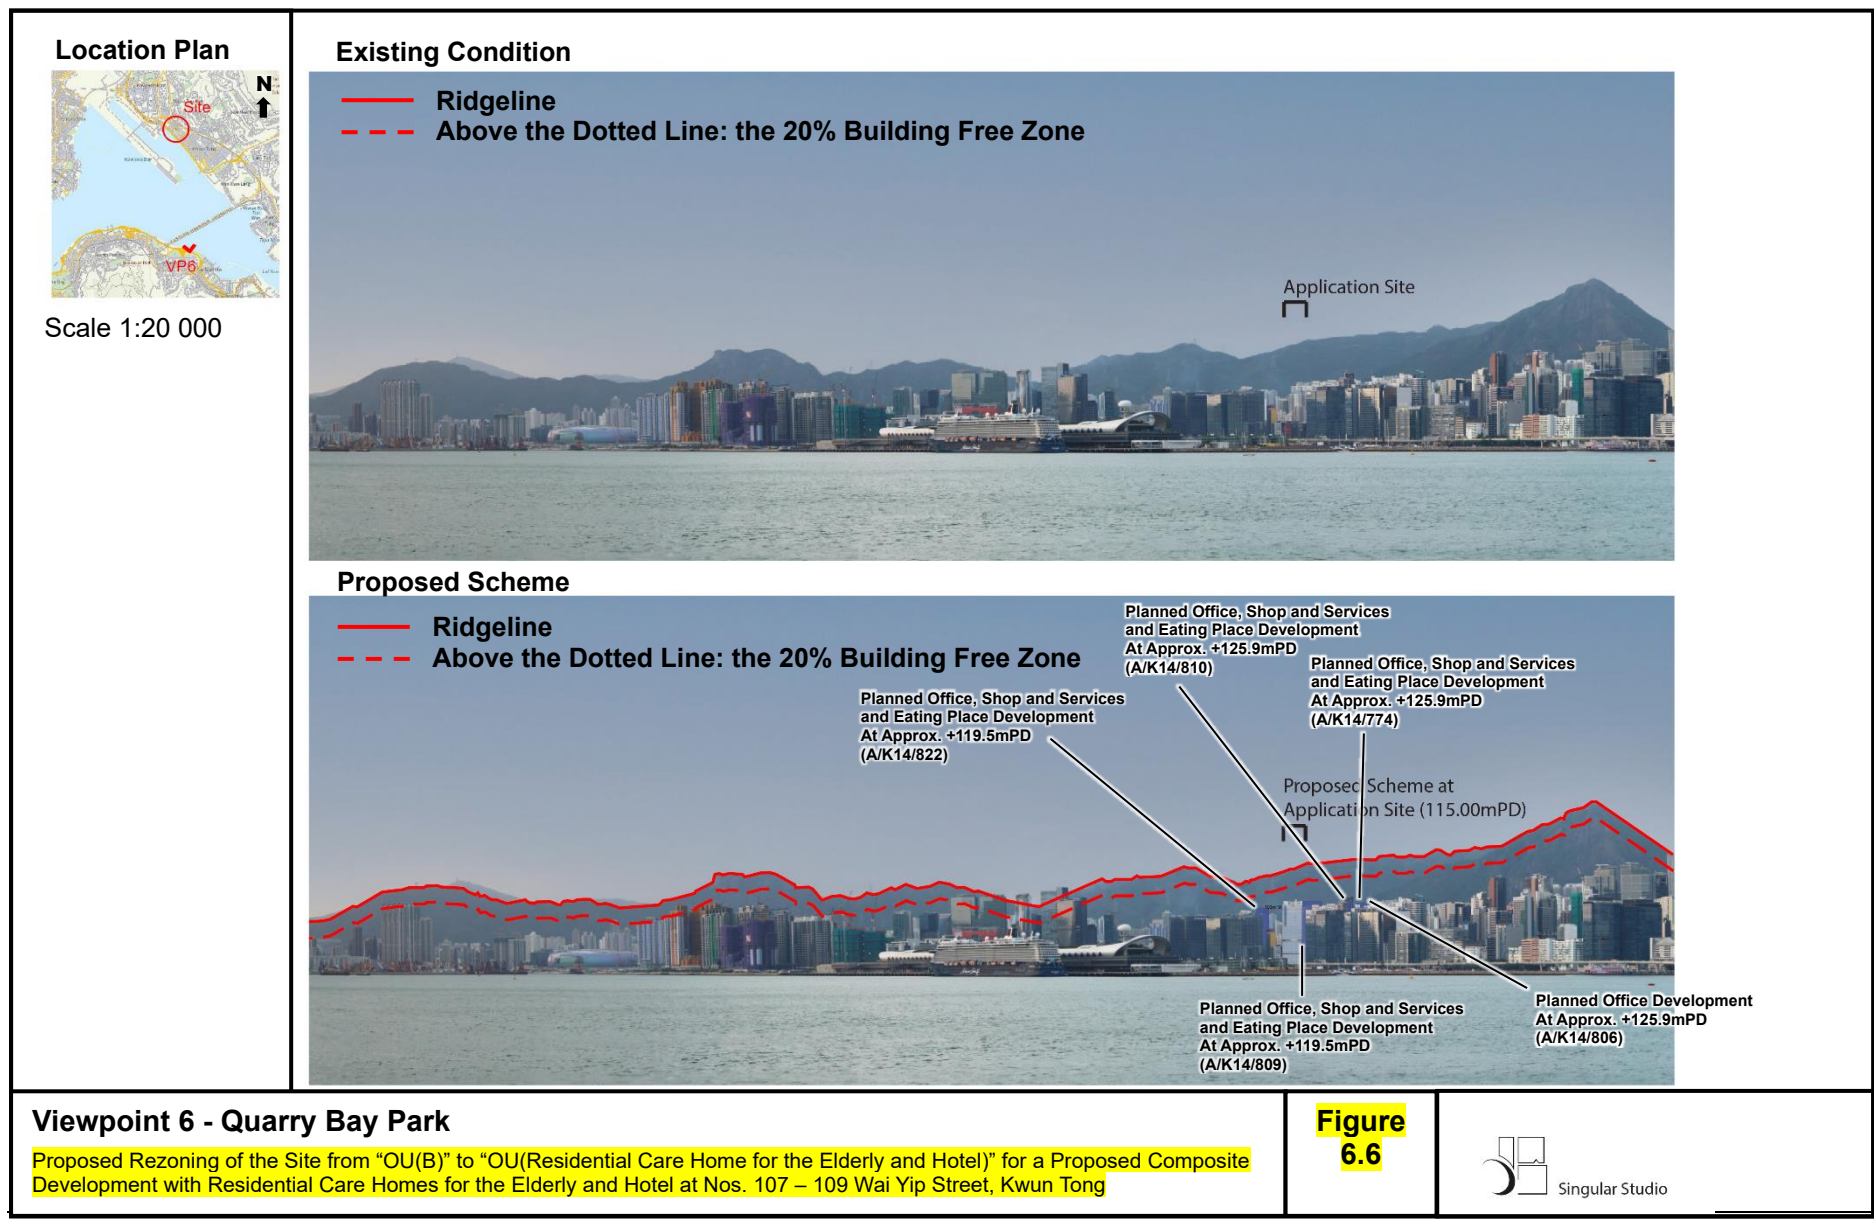 Location Plan
N
Site
VP6
Scale 1:20 000
Existing Condition
Ridgeline
Above the Dotted Line: the 20% Building Free Zone
Application Site
Proposed Scheme
Ridgeline
Above the Dotted Line: the 20% Building Free Zone
Planned Office, Shop and Services
and Eating Place Development
At Approx. +125.9mPD
(A/K14/810)
Planned Office, Shop and Services
and Eating Place Development
At Approx. +125.9mPD
(A/K14/774)
Planned Office, Shop and Services
and Eating Place Development
At Approx. +119.5mPD
(A/K14/822)
Proposed Scheme at
Application Site (115.00mPD)
Planned Office, Shop and Services
and Eating Place Development
At Approx. +119.5mPD
(A/K14/809)
Planned Office Development
At Approx. +125.9mPD
(A/K14/806)
Viewpoint 6 - Quarry Bay Park
Proposed Rezoning of the Site from “OU(B)” to “OU(Residential Care Home for the Elderly and Hotel)” for a Proposed Composite
Development with Residential Care Homes for the Elderly and Hotel at Nos. 107 – 109 Wai Yip Street, Kwun Tong
Figure
6.6
Singular Studio